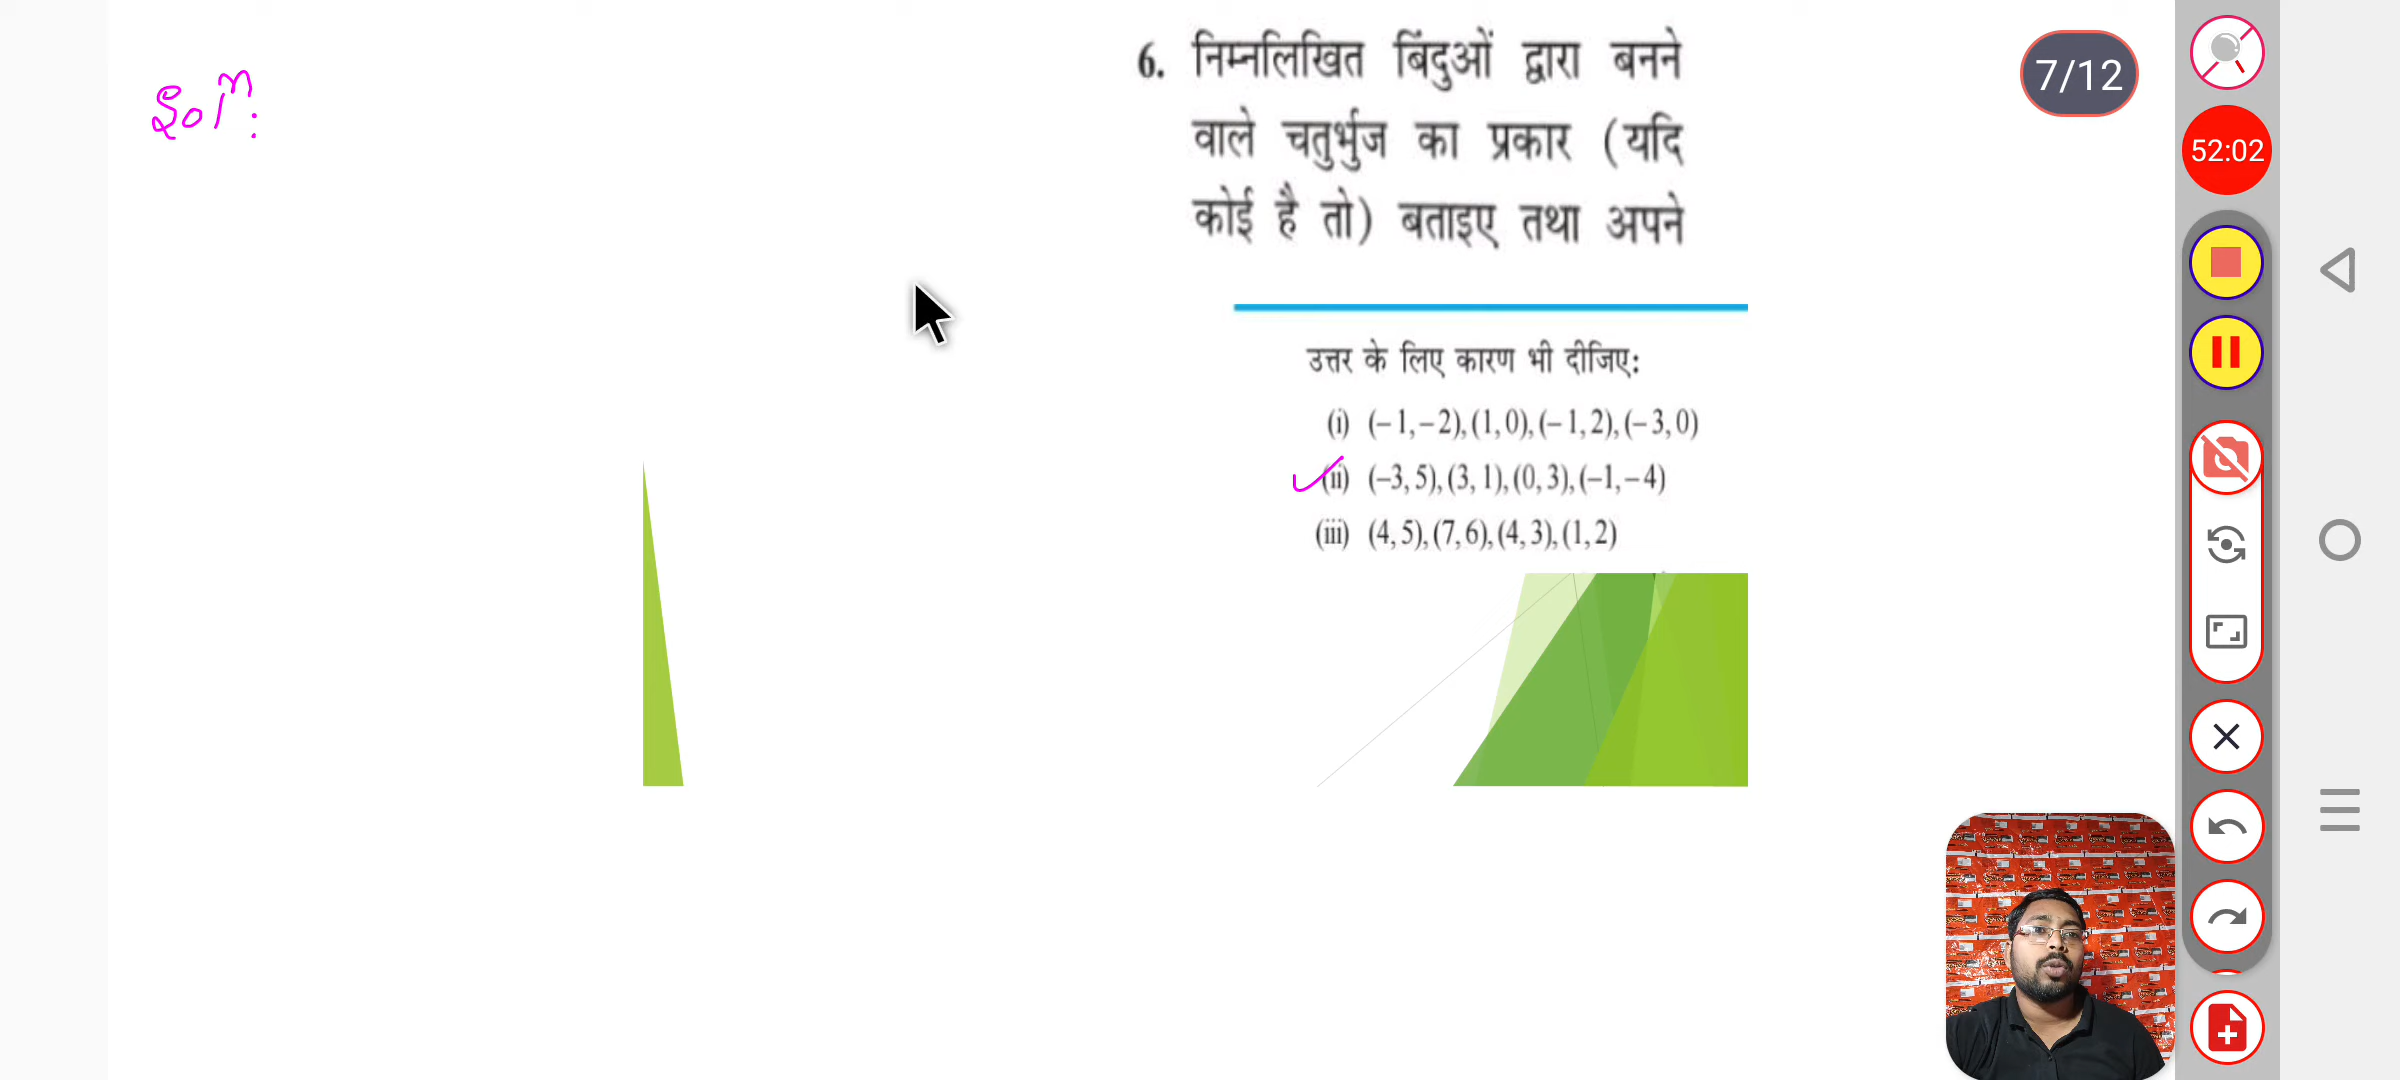 Solⁿ:
6. निम्नलिखित बिंदुओं द्वारा बनने
वाले चतुर्भुज का प्रकार (यदि
कोई है तो) बताइए तथा अपने
उत्तर के लिए कारण भी दीजिए:
(i) (–1, –2), (1, 0), (–1, 2), (–3, 0)
(ii) (–3, 5), (3, 1), (0, 3), (–1, –4)
(iii) (4, 5), (7, 6), (4, 3), (1, 2)
7/12
52:02